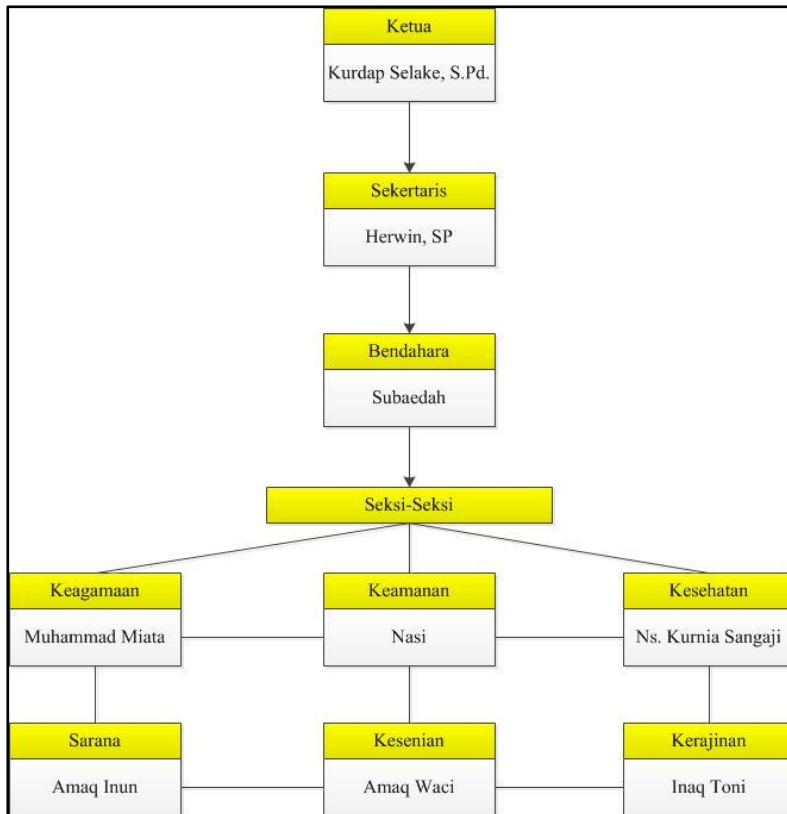 Ketua
Kurdap Selake, S.Pd.
Sekertaris
Herwin, SP
Bendahara
Subaedah
Seksi-Seksi
Keagamaan
Muhammad Miata
Keamanan
Nasi
Kesehatan
Ns. Kurnia Sangaji
Sarana
Amaq Inun
Kesenian
Amaq Waci
Kerajinan
Inaq Toni